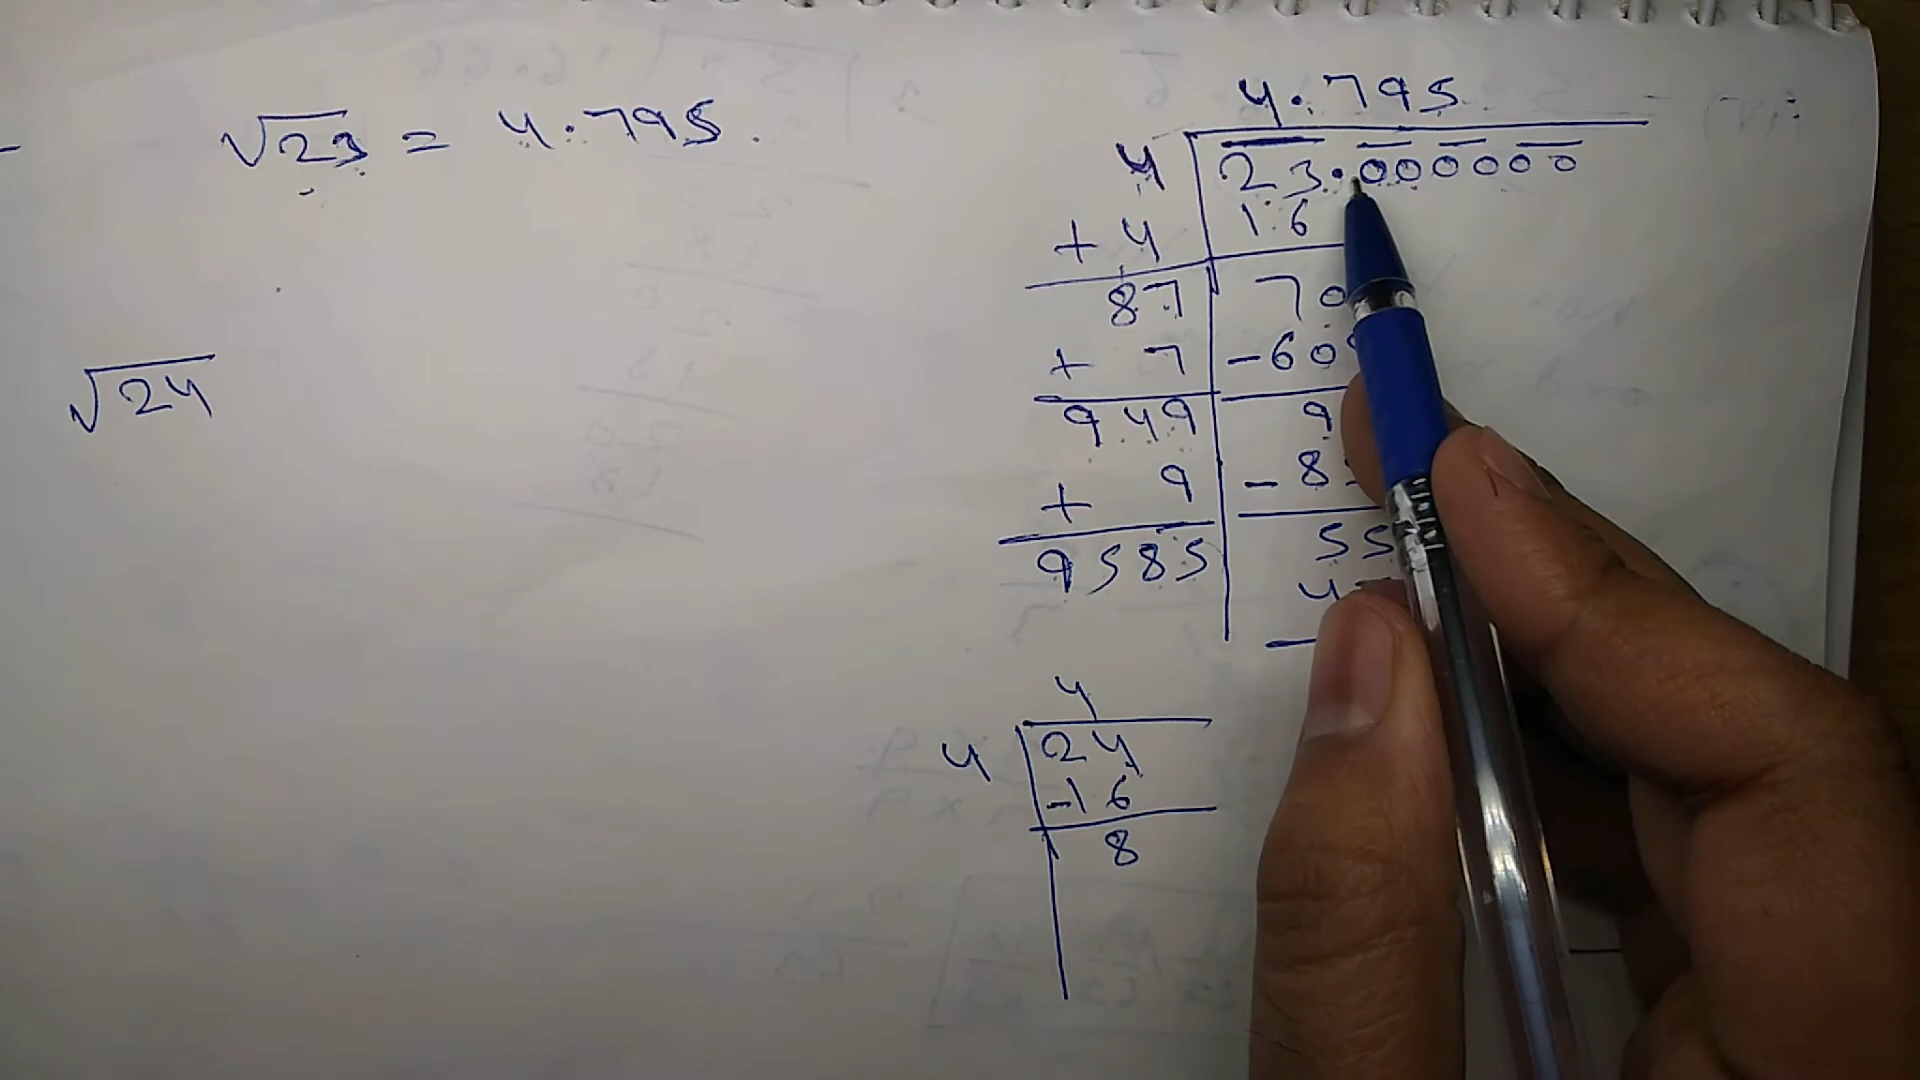 √23 = 4.795.
4.795
4 23.000000
+ 4 16
87 70
+ 7 -60
949 9
+ 9 - 8
9585 55
4
√24
4
4 24
-16
8